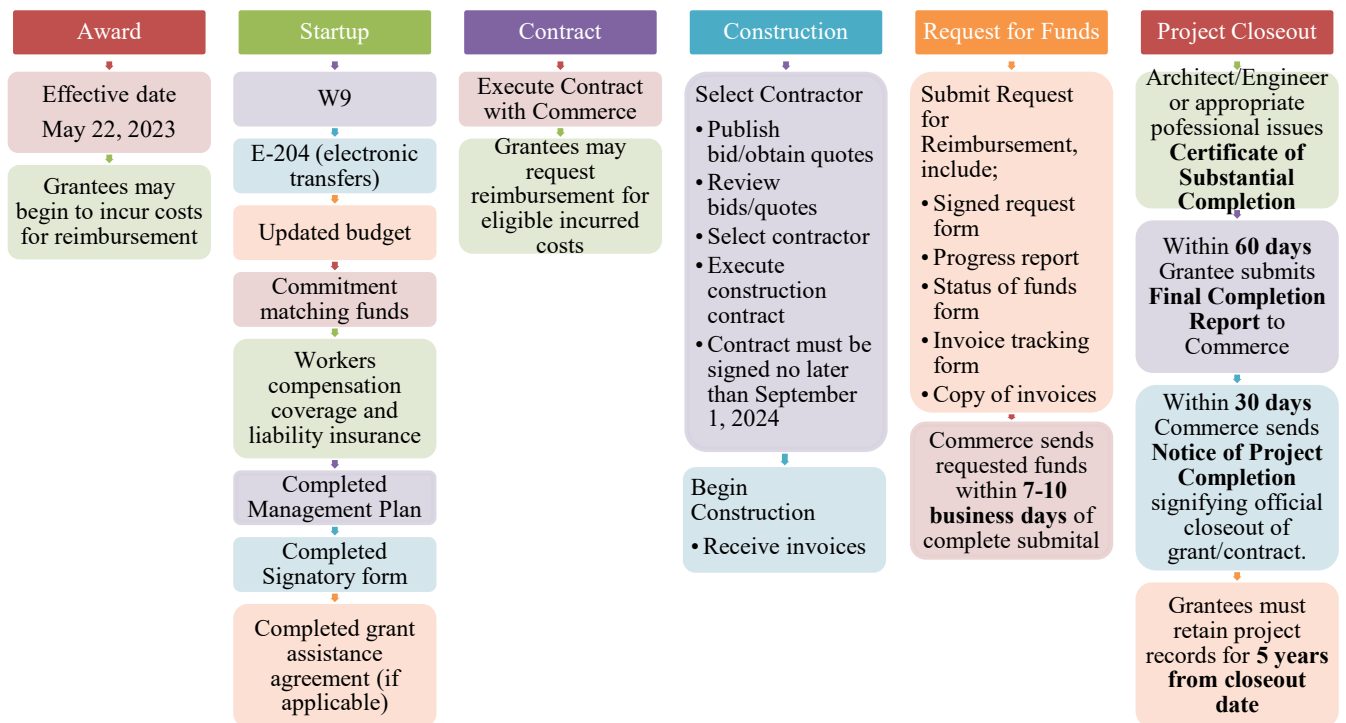 Award
Effective date
May 22, 2023
Grantees may
begin to incur costs
for reimbursement
Startup
W9
E-204 (electronic
transfers)
Updated budget
Commitment
matching funds
Workers
compensation
coverage and
liability insurance
Completed
Management Plan
Completed
Signatory form
Completed grant
assistance
agreement (if
applicable)
Contract
Execute Contract
with Commerce
Grantees may
request
reimbursement for
eligible incurred
costs
Construction
Select Contractor
• Publish
bid/obtain quotes
• Review
bids/quotes
• Select contractor
• Execute
construction
contract
• Contract must be
signed no later
than September
1, 2024
Begin
Construction
• Receive invoices
Request for Funds
Submit Request
for
Reimbursement,
include;
• Signed request
form
• Progress report
• Status of funds
form
• Invoice tracking
form
• Copy of invoices
Commerce sends
requested funds
within 7-10
business days of
complete submital
Project Closeout
Architect/Engineer
or appropriate
pofessional issues
Certificate of
Substantial
Completion
Within 60 days
Grantee submits
Final Completion
Report to
Commerce
Within 30 days
Commerce sends
Notice of Project
Completion
signifying official
closeout of
grant/contract.
Grantees must
retain project
records for 5 years
from closeout
date